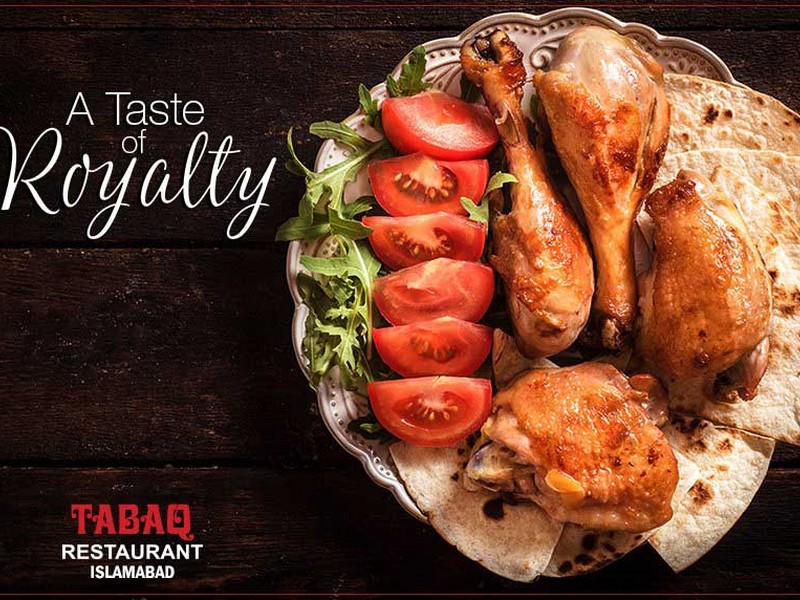 A Taste
of
Royalty
TABAQ
RESTAURANT
ISLAMABAD